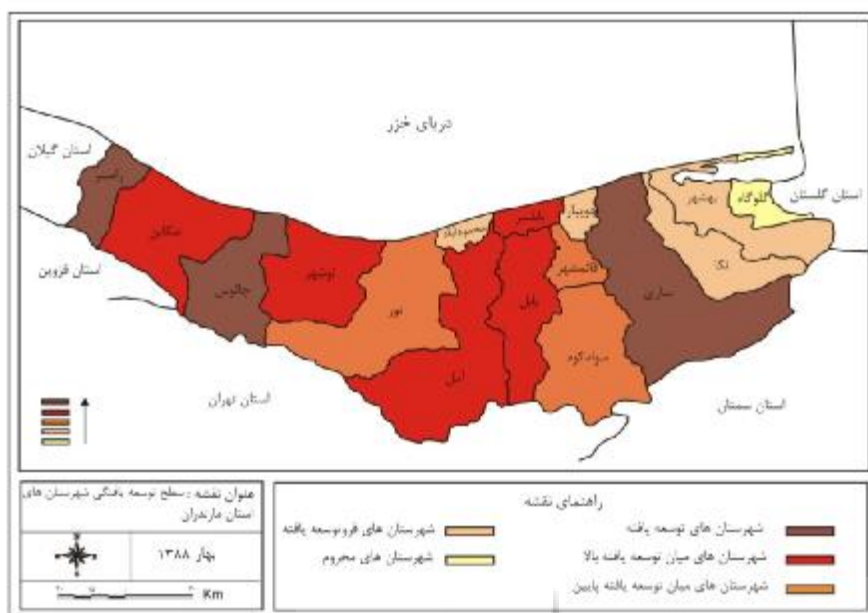 دریای خزر
استان گیلان
استان گلستان
استان قزوین
استان تهران
استان سمنان
رامسر
تنکابن
چالوس
نوشهر
نور
محمودآباد
آمل
بابلسر
بابل
جویبار
قائمشهر
سوادکوه
ساری
بهشهر
نکا
گلوگاه
راهنمای نقشه
شهرستان های توسعه یافته
شهرستان های میان توسعه یافته بالا
شهرستان های میان توسعه یافته پایین
شهرستان های فروتوسعه یافته
شهرستان های محروم
عنوان نقشه : سطح توسعه یافتگی شهرستان های
استان مازندران
بهار ۱۳۸۸
Km